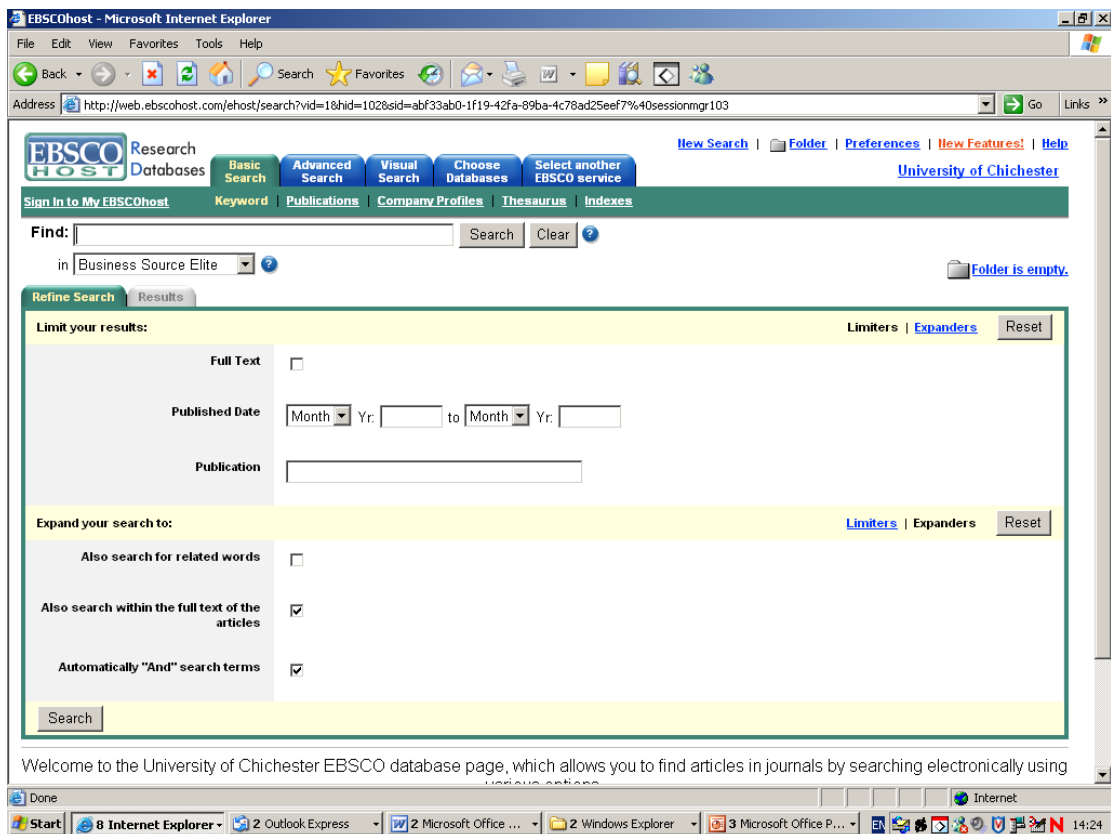 EBSCOhost - Microsoft Internet Explorer
File Edit View Favorites Tools Help
Back Search Favorites
Address http://web.ebscohost.com/ehost/search?vid=1&hid=102&sid=abf33ab0-1f19-42fa-89ba-4c78ad25eef7%40sessionmgr103 Go Links »
New Search | Folder | Preferences | New Features! | Help
EBSCO HOST Research Databases Basic Search Advanced Search Visual Search Choose Databases Select another EBSCO service
University of Chichester
Sign In to My EBSCOhost Keyword | Publications | Company Profiles | Thesaurus | Indexes
Find: Search Clear ?
in Business Source Elite ?
Folder is empty.
Refine Search Results
Limit your results: Limiters | Expanders Reset
Full Text
Published Date Month Yr: to Month Yr:
Publication
Expand your search to: Limiters | Expanders Reset
Also search for related words
Also search within the full text of the articles
Automatically "And" search terms
Search
Welcome to the University of Chichester EBSCO database page, which allows you to find articles in journals by searching electronically using
Done Internet
Start 8 Internet Explorer 2 Outlook Express 2 Microsoft Office ... 2 Windows Explorer 3 Microsoft Office P... EN N 14:24